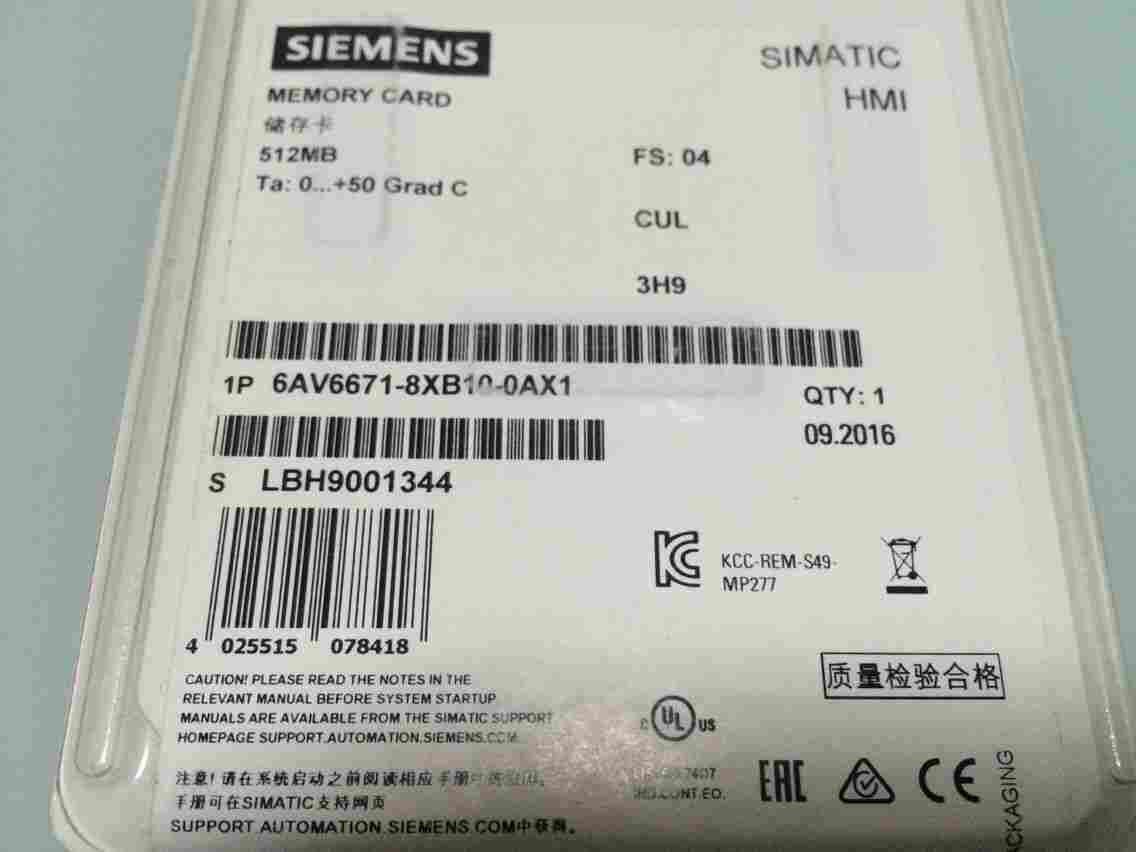 SIEMENS
SIMATIC
HMI
MEMORY CARD
储存卡
512MB
Ta: 0...+50 Grad C
FS: 04
CUL
3H9
1P 6AV6671-8XB10-0AX1
QTY: 1
09.2016
S LBH9001344
KC
KCC-REM-S49-
MP277
4 025515 078418
CAUTION! PLEASE READ THE NOTES IN THE
RELEVANT MANUAL BEFORE SYSTEM STARTUP
MANUALS ARE AVAILABLE FROM THE SIMATIC SUPPORT
HOMEPAGE SUPPORT.AUTOMATION.SIEMENS.COM.
质量检验合格
C UL US
注意! 请在系统启动之前阅读相应手册
手册可在SIMATIC支持网页
SUPPORT.AUTOMATION.SIEMENS.COM中获得。
CONT.EQ.
EAC
CE